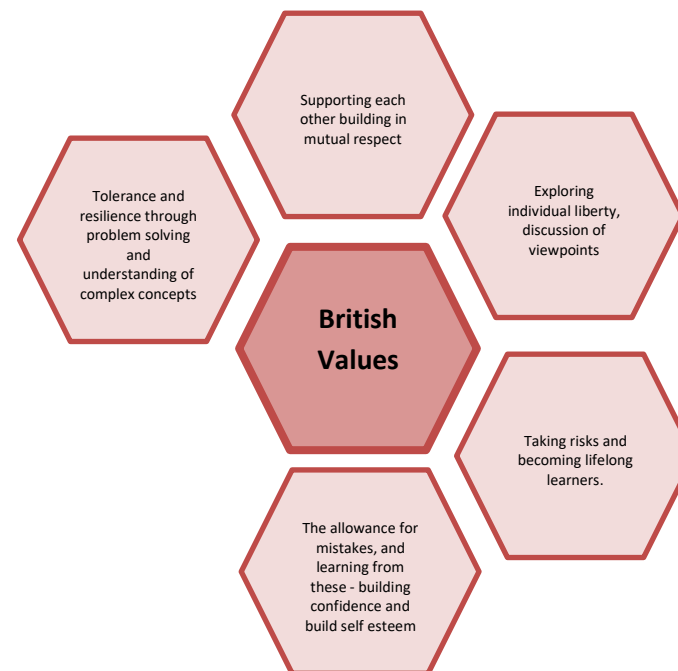 Supporting each
other building in
mutual respect
Tolerance and
resilience through
problem solving
and
understanding of
complex concepts
Exploring
individual liberty,
discussion of
viewpoints
British
Values
Taking risks and
becoming lifelong
learners.
The allowance for
mistakes, and
learning from
these - building
confidence and
build self esteem